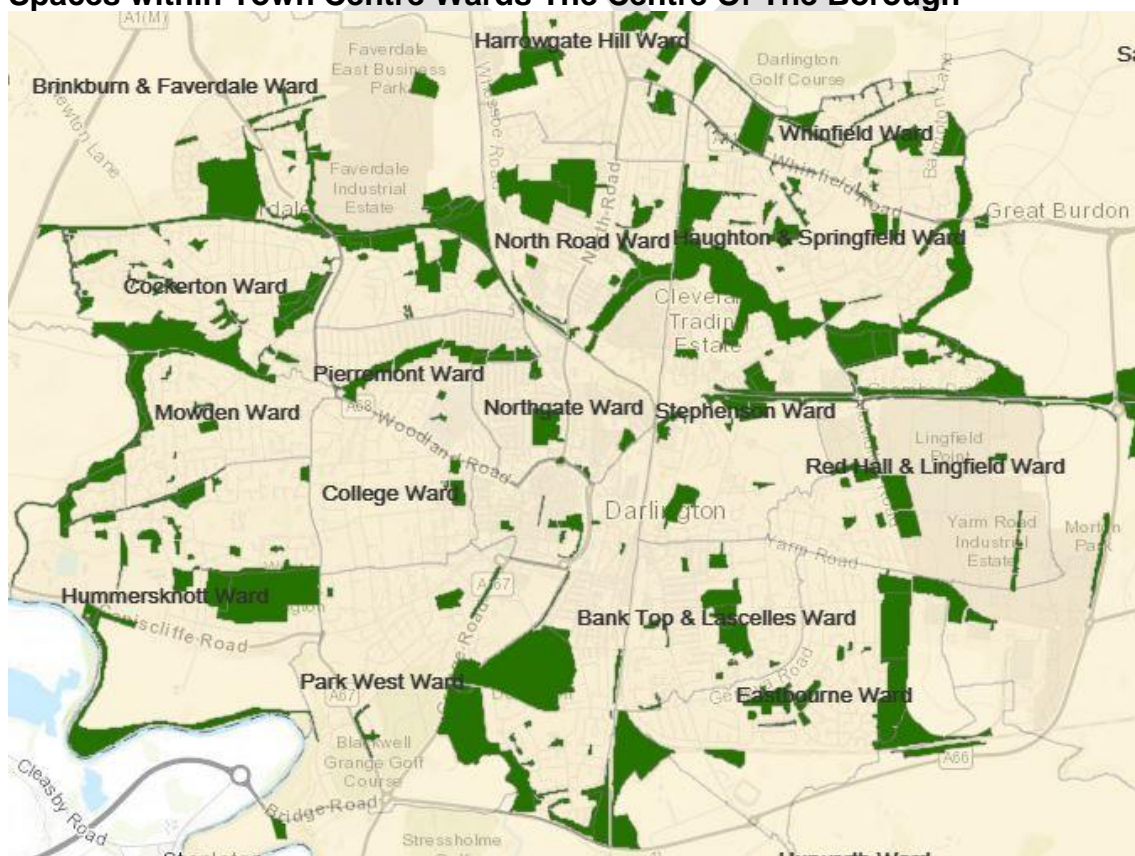 Spaces within Town Centre Wards The Centre Of The Borough
A1(M)
Harrowgate Hill Ward
Faverdale
East Business
Park
Darlington
Golf Course
Brinkburn & Faverdale Ward
Whinfield Ward
Whinfield Road
Faverdale
Industrial
Estate
North Road
Great Burdon
North Road Ward
Haughton & Springfield Ward
Cockerton Ward
Trading
Estate
Pierremont Ward
A68
Mowden Ward
Northgate Ward
Stephenson Ward
Woodland Road
Lingfield
Point
Red Hall & Lingfield Ward
College Ward
Darlington
Yarm Road
Industrial
Estate
Morton
Park
Yarm Road
A167
Hummersknott Ward
Bank Top & Lascelles Ward
Park West Ward
A67
Eastbourne Ward
Blackwell
Grange Golf
Course
A66
Cleasby Road
Bridge Road
Stressholme